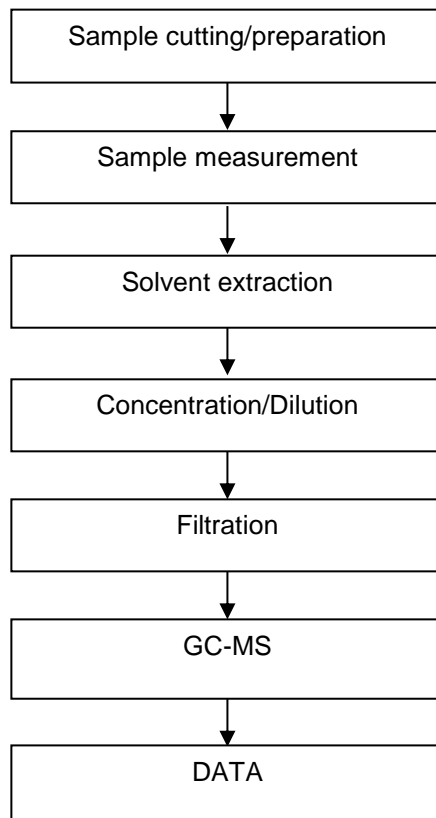 Sample cutting/preparation
Sample measurement
Solvent extraction
Concentration/Dilution
Filtration
GC-MS
DATA